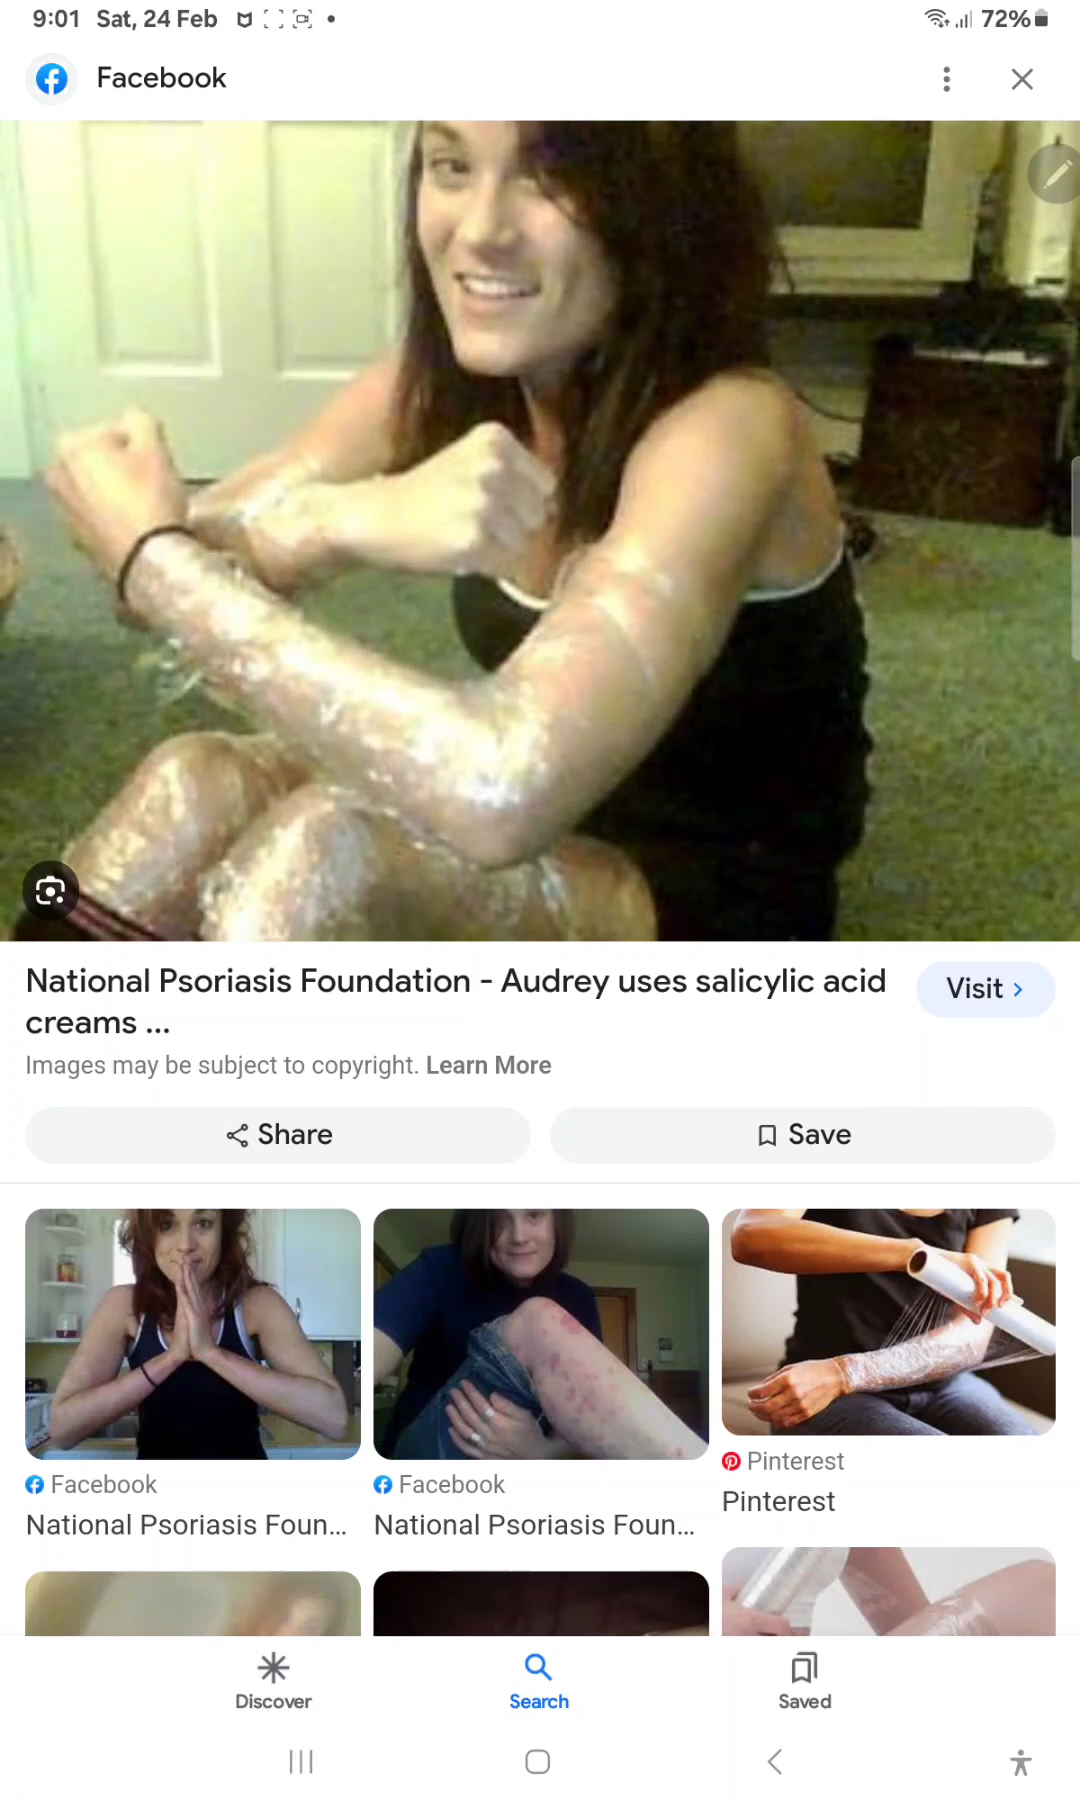 9:01 Sat, 24 Feb
72%
Facebook
National Psoriasis Foundation - Audrey uses salicylic acid
creams ...
Visit
Images may be subject to copyright. Learn More
Share
Save
Facebook
National Psoriasis Foun...
Facebook
National Psoriasis Foun...
Pinterest
Pinterest
Discover
Search
Saved